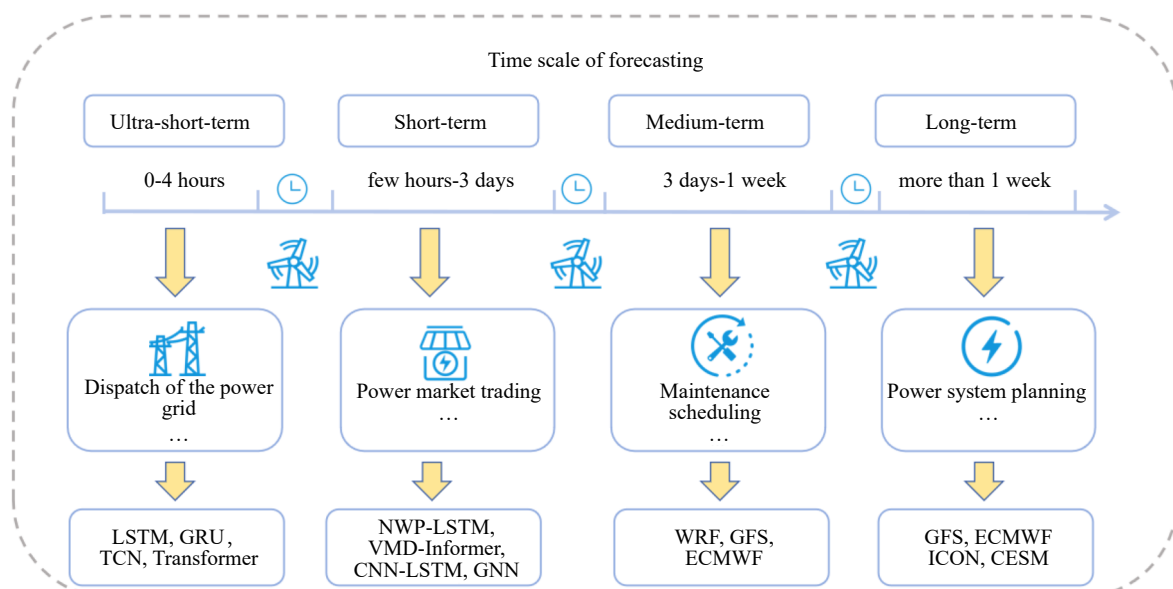 Time scale of forecasting
Ultra-short-term
Short-term
Medium-term
Long-term
0-4 hours
few hours-3 days
3 days-1 week
more than 1 week
Dispatch of the power
grid
…
Power market trading
…
Maintenance
scheduling
…
Power system planning
…
LSTM, GRU ,
TCN, Transformer
NWP-LSTM,
VMD-Informer,
CNN-LSTM, GNN
WRF, GFS,
ECMWF
GFS, ECMWF
ICON, CESM